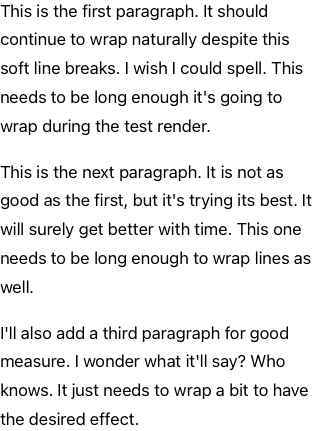 This is the first paragraph. It should
continue to wrap naturally despite this
soft line breaks. I wish I could spell. This
needs to be long enough it's going to
wrap during the test render.
This is the next paragraph. It is not as
good as the first, but it's trying its best. It
will surely get better with time. This one
needs to be long enough to wrap lines as
well.
I'll also add a third paragraph for good
measure. I wonder what it'll say? Who
knows. It just needs to wrap a bit to have
the desired effect.